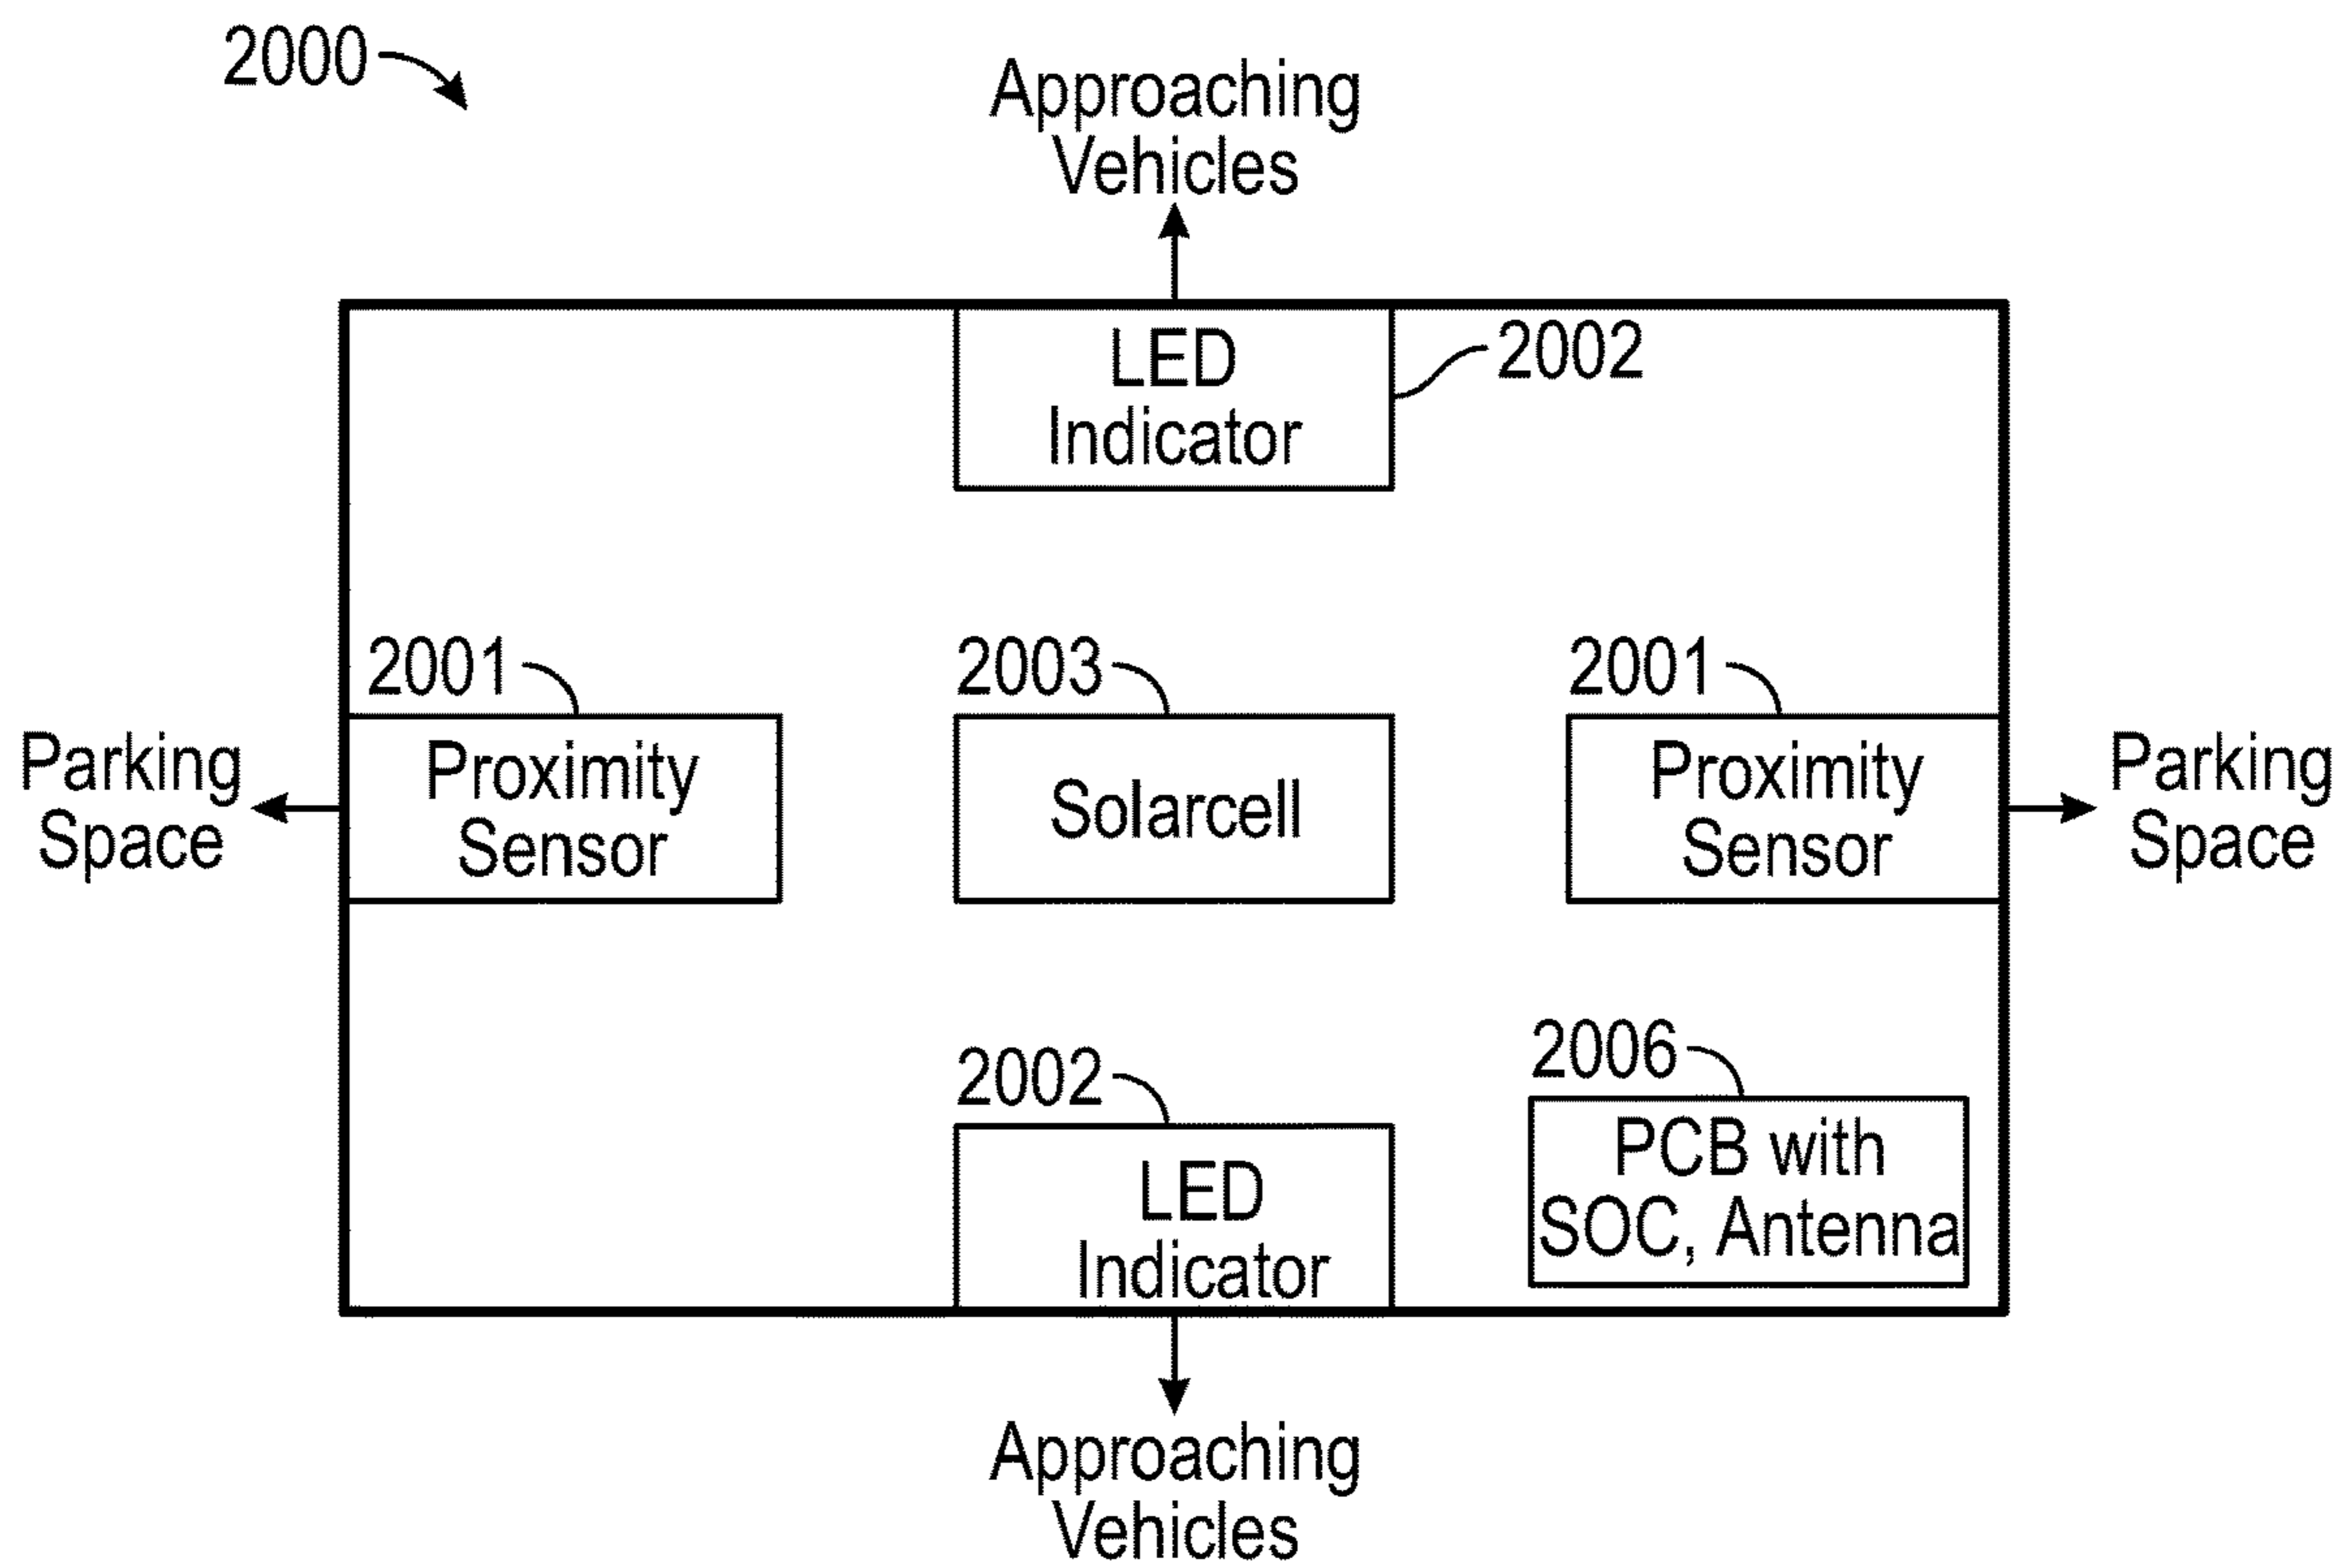 2000
Approaching
Vehicles
LED
Indicator
2002
2001
2003
2001
Parking
Space
Proximity
Sensor
Solarcell
Proximity
Sensor
Parking
Space
2002
2006
LED
Indicator
PCB with
SOC, Antenna
Approaching
Vehicles